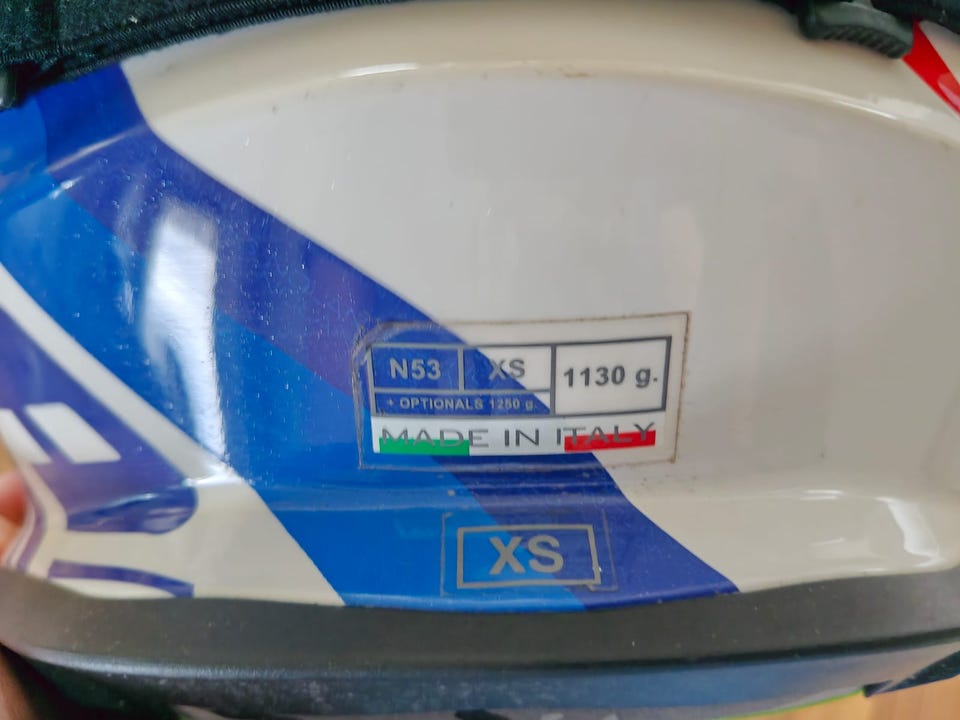 N53 XS 1130 g.
+ OPTIONALS 1250 g.
MADE IN ITALY
XS